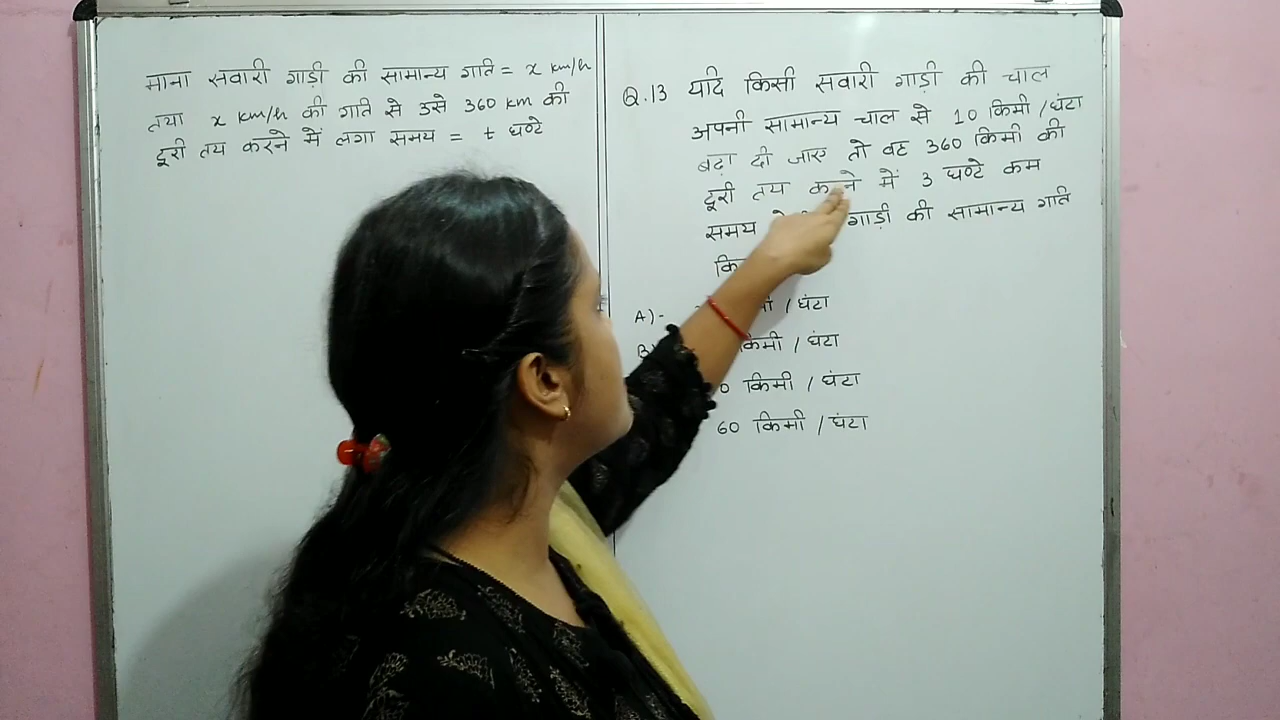 माना सवारी गाड़ी की सामान्य गति = x km/h
तथा x km/h की गति से उसे 360 km की
दूरी तय करने में लगा समय = t घण्टे
Q.13 यदि किसी सवारी गाड़ी की चाल
अपनी सामान्य चाल से 10 किमी /घंटा
बढ़ा दी जाए तो वह 360 किमी की
दूरी तय करने में 3 घण्टे कम
समय गाड़ी की सामान्य गति
A)- / घंटा
किमी / घंटा
किमी / घंटा
60 किमी / घंटा